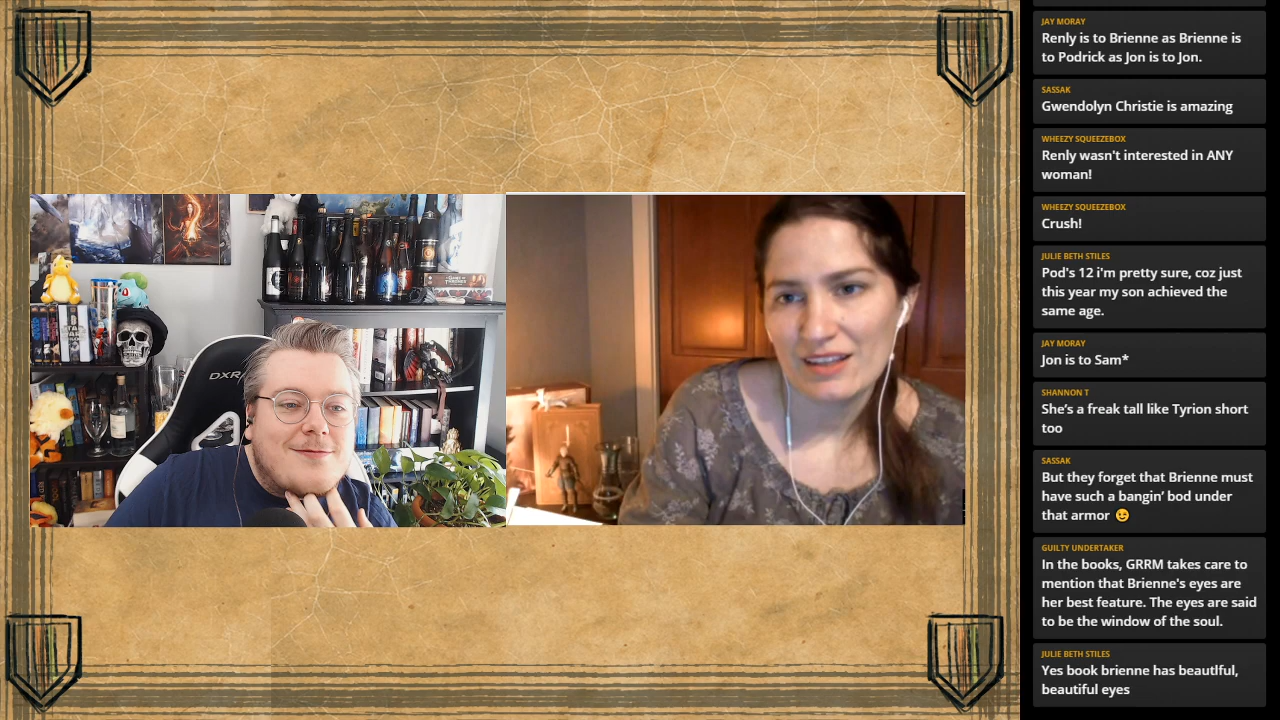 JAY MORAY
Renly is to Brienne as Brienne is
to Podrick as Jon is to Jon.
SASSAK
Gwendolyn Christie is amazing
WHEEZY SQUEEZEBOX
Renly wasn't interested in ANY
woman!
WHEEZY SQUEEZEBOX
Crush!
JULIE BETH STILES
Pod's 12 i'm pretty sure, coz just
this year my son achieved the
same age.
JAY MORAY
Jon is to Sam*
SHANNON T
She's a freak tall like Tyrion short
too
SASSAK
But they forget that Brienne must
have such a bangin' bod under
that armor 😉
GUILTY UNDERTAKER
In the books, GRRM takes care to
mention that Brienne's eyes are
her best feature. The eyes are said
to be the window of the soul.
JULIE BETH STILES
Yes book brienne has beautlful,
beautiful eyes
DXR